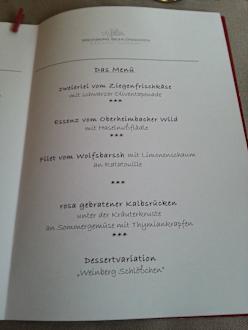 Das Menü
zweierlei vom Ziegenfrischkäse
mit schwarzer Oliventapenade
***
Essenz vom Oberheimbacher Wild
mit Haselnußflädle
***
Filet vom Wolfsbarsch mit Limonenschaum
an Ratatouille
***
rosa gebratener Kalbsrücken
unter der Kräuterkruste
an Sommergemüse mit Thymiankrapfen
***
Dessertvariation
„Weinberg Schlößchen"